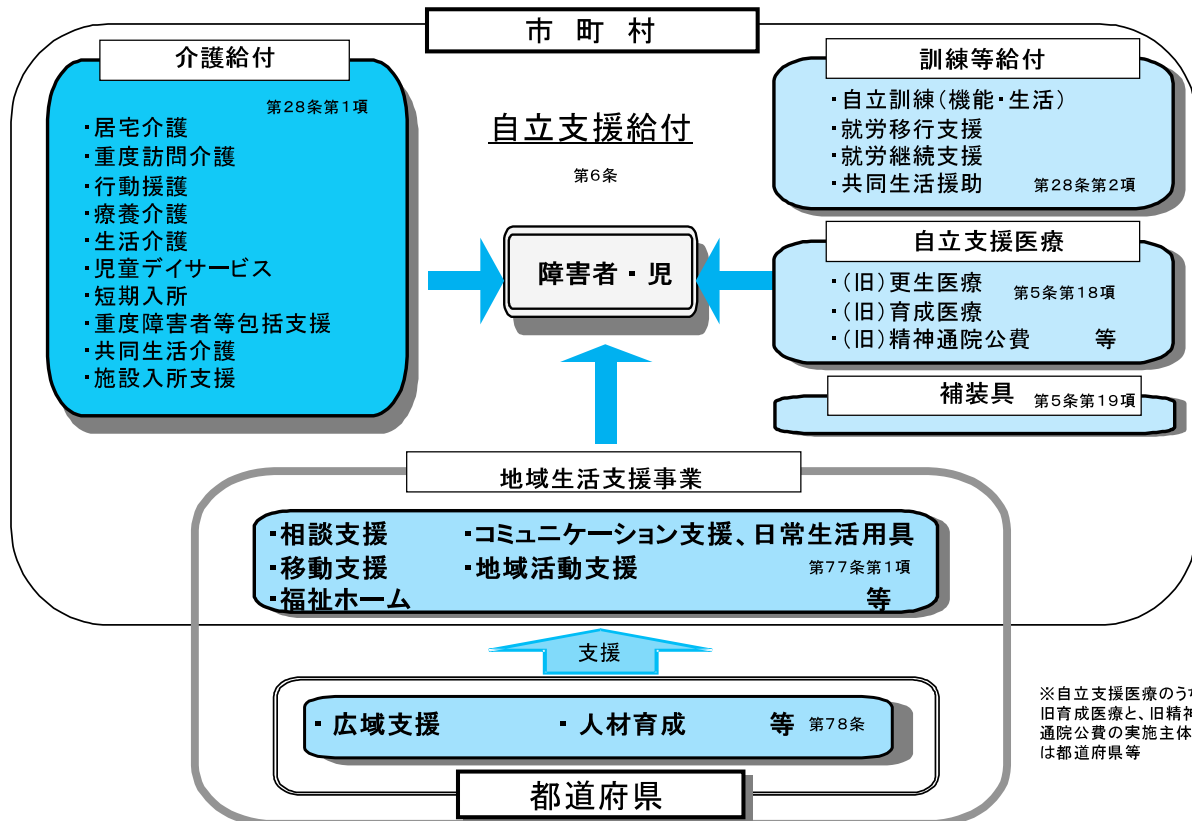 市町村
介護給付
第28条第1項
・居宅介護
・重度訪問介護
・行動援護
・療養介護
・生活介護
・児童デイサービス
・短期入所
・重度障害者等包括支援
・共同生活介護
・施設入所支援
自立支援給付
第6条
障害者・児
訓練等給付
・自立訓練(機能・生活)
・就労移行支援
・就労継続支援
・共同生活援助 第28条第2項
自立支援医療
・(旧)更生医療 第5条第18項
・(旧)育成医療
・(旧)精神通院公費 等
補装具 第5条第19項
地域生活支援事業
・相談支援 ・コミュニケーション支援、日常生活用具
・移動支援 ・地域活動支援 第77条第1項
・福祉ホーム 等
支援
・広域支援 ・人材育成 等 第78条
都道府県
※自立支援医療のうち
旧育成医療と、旧精神
通院公費の実施主体
は都道府県等